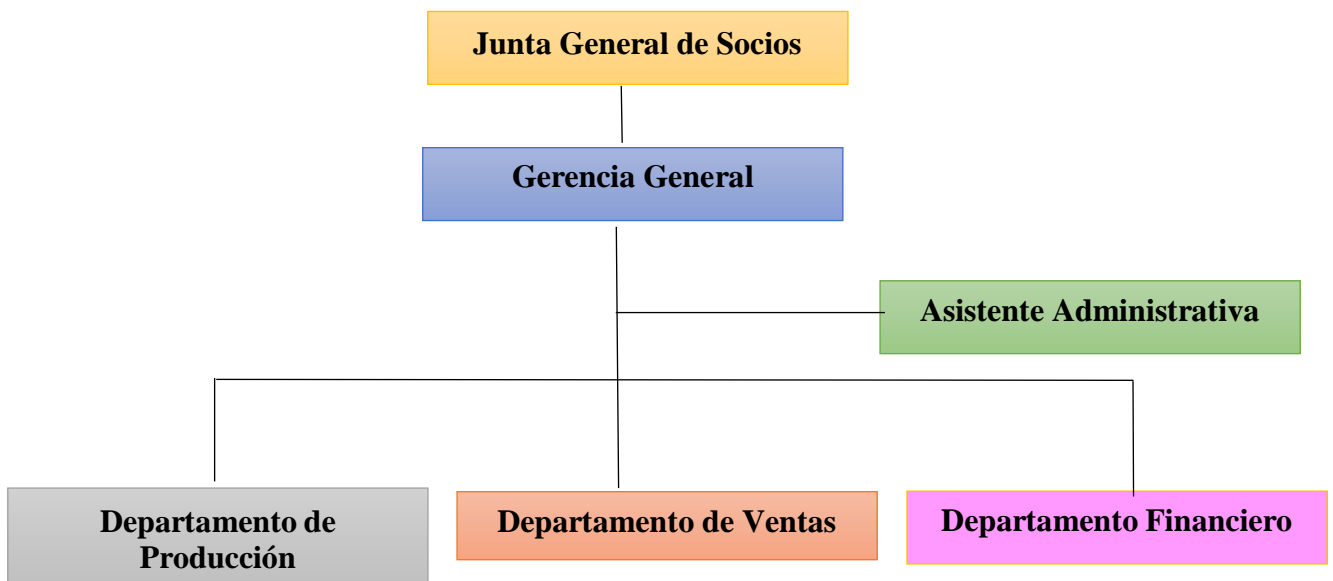 Junta General de Socios
Gerencia General
Asistente Administrativa
Departamento de
Producción
Departamento de Ventas
Departamento Financiero